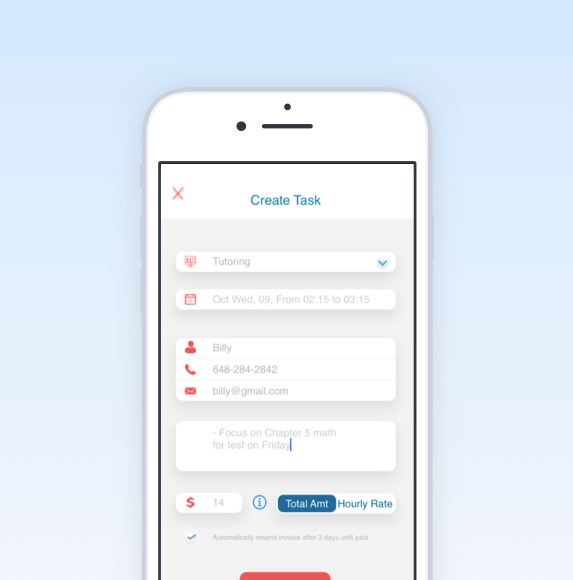 Create Task
Tutoring
Oct Wed, 09, From 02:15 to 03:15
Billy
648-284-2842
billy@gmail.com
- Focus on Chapter 5 math
for test on Friday
$ 14 Total Amt Hourly Rate
Automatically resend invoice after 3 days until paid